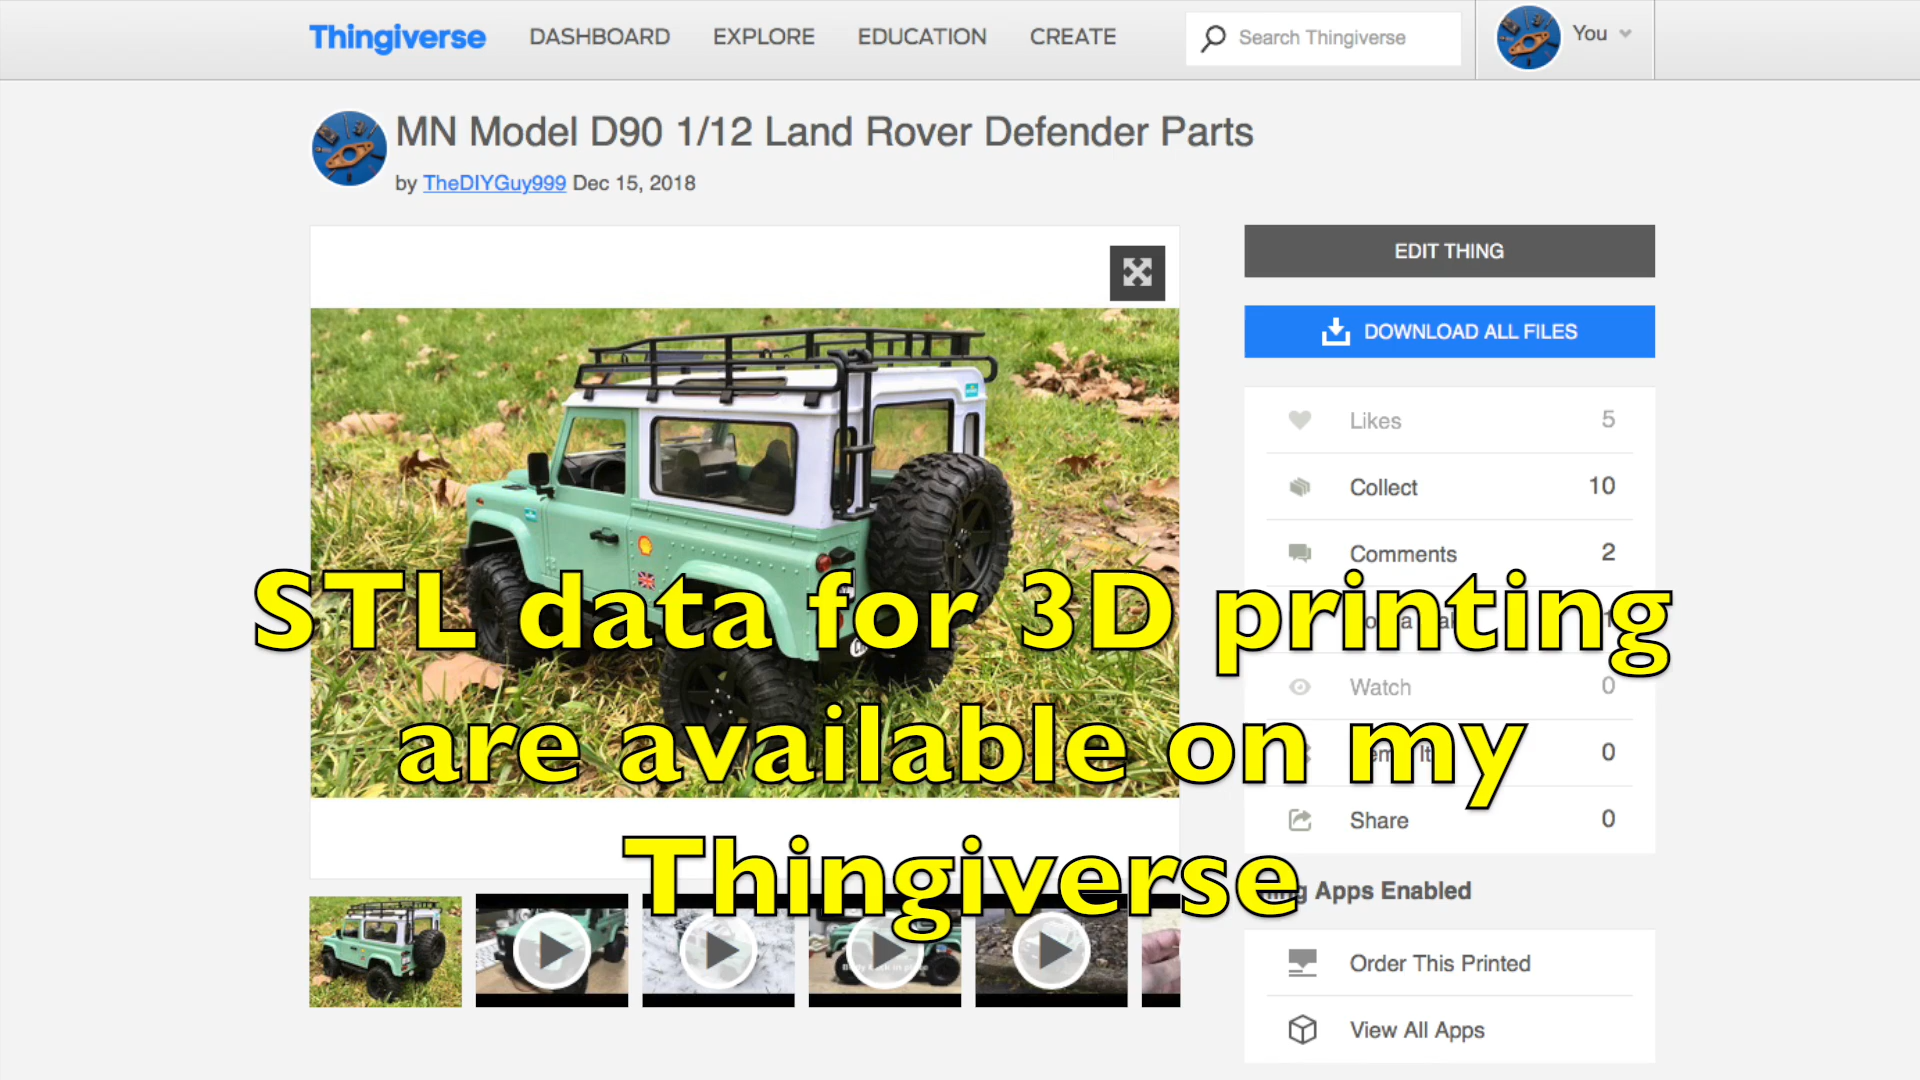 Thingiverse DASHBOARD EXPLORE EDUCATION CREATE Search Thingiverse You
MN Model D90 1/12 Land Rover Defender Parts
by TheDIYGuy999 Dec 15, 2018
EDIT THING
DOWNLOAD ALL FILES
Likes 5
Collect 10
Comments 2
STL data for 3D printing
Watch 0
are available on my
0
Share 0
Thingiverse
Apps Enabled
Order This Printed
View All Apps